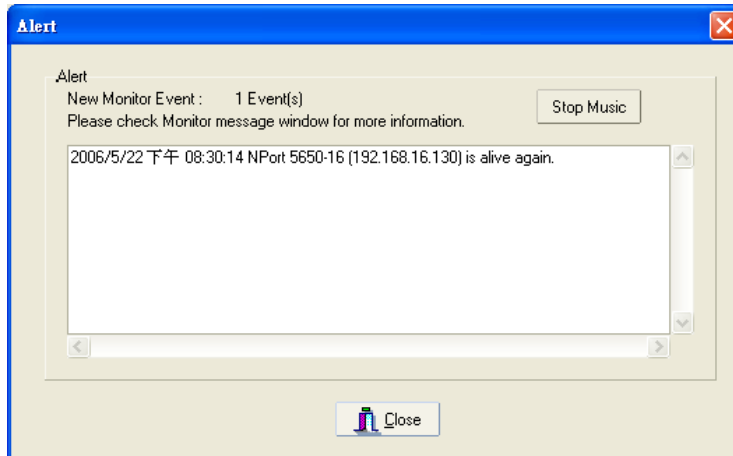 Alert
Alert
New Monitor Event : 1 Event(s)
Stop Music
Please check Monitor message window for more information.
2006/5/22 下午 08:30:14 NPort 5650-16 (192.168.16.130) is alive again.
Close